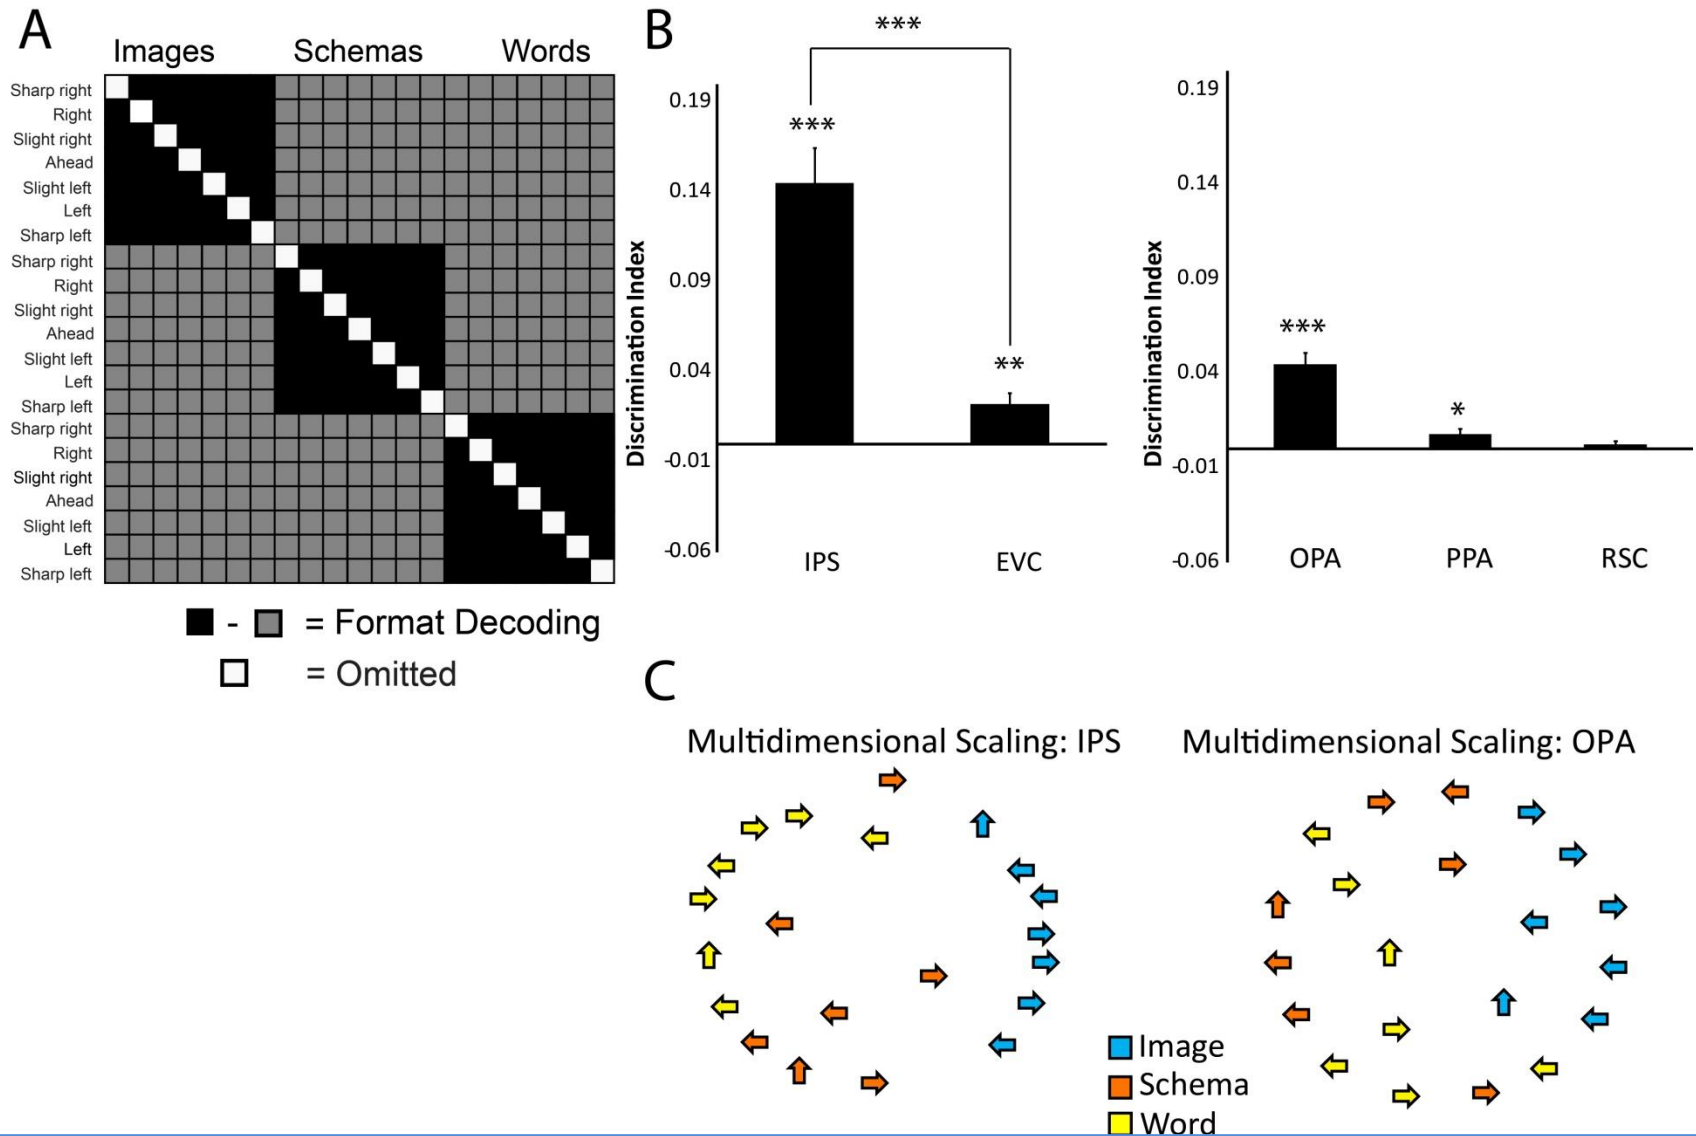 A
Images Schemas Words
Sharp right
Right
Slight right
Ahead
Slight left
Left
Sharp left
Sharp right
Right
Slight right
Ahead
Slight left
Left
Sharp left
Sharp right
Right
Slight right
Ahead
Slight left
Left
Sharp left
- = Format Decoding
= Omitted
B
***
Discrimination Index
0.19
0.14
0.09
0.04
-0.01
-0.06
***
**
IPS EVC
Discrimination Index
0.19
0.14
0.09
0.04
-0.01
-0.06
***
*
OPA PPA RSC
C
Multidimensional Scaling: IPS
Multidimensional Scaling: OPA
Image
Schema
Word